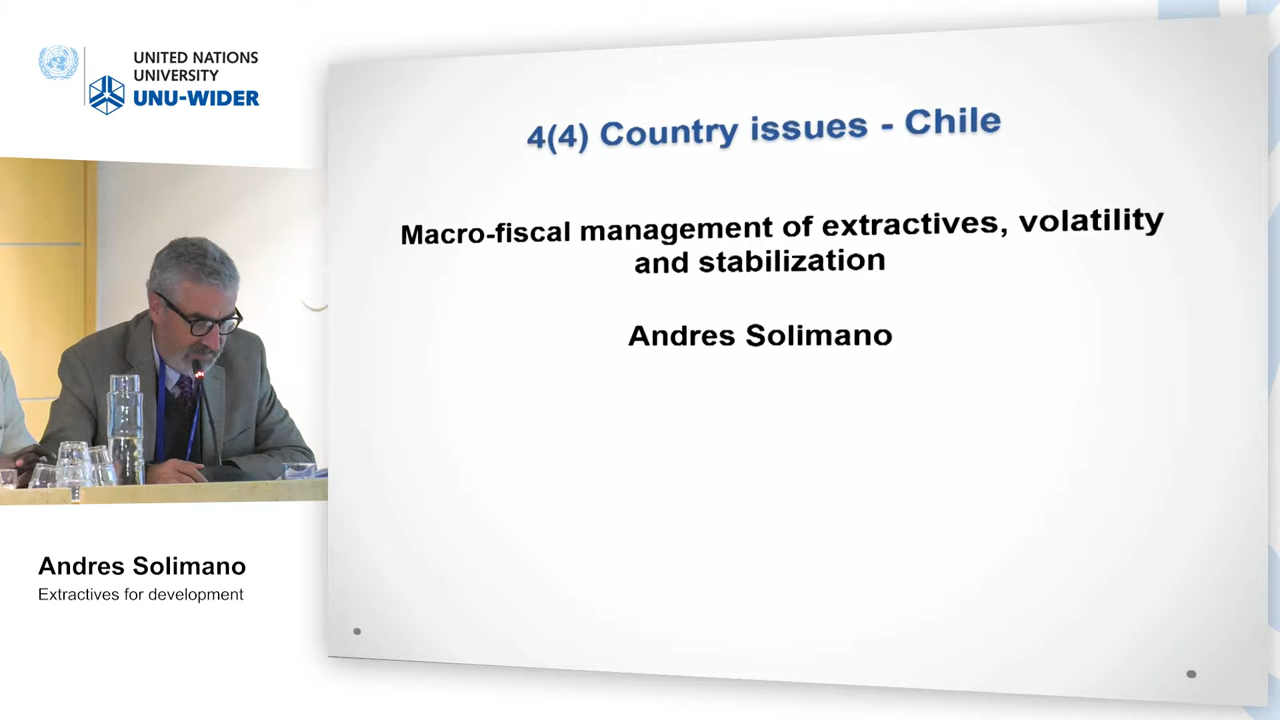 UNITED NATIONS
UNIVERSITY
UNU-WIDER
4(4) Country issues - Chile
Macro-fiscal management of extractives, volatility
and stabilization
Andres Solimano
Andres Solimano
Extractives for development